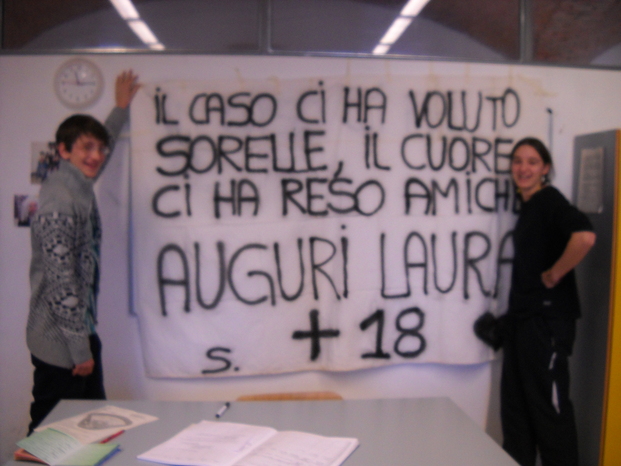 iL CASO Ci HA VOLUTO
SORELLE, iL CUORE
Ci HA RESO AMiCHE
AUGURi LAURA
+18
S.